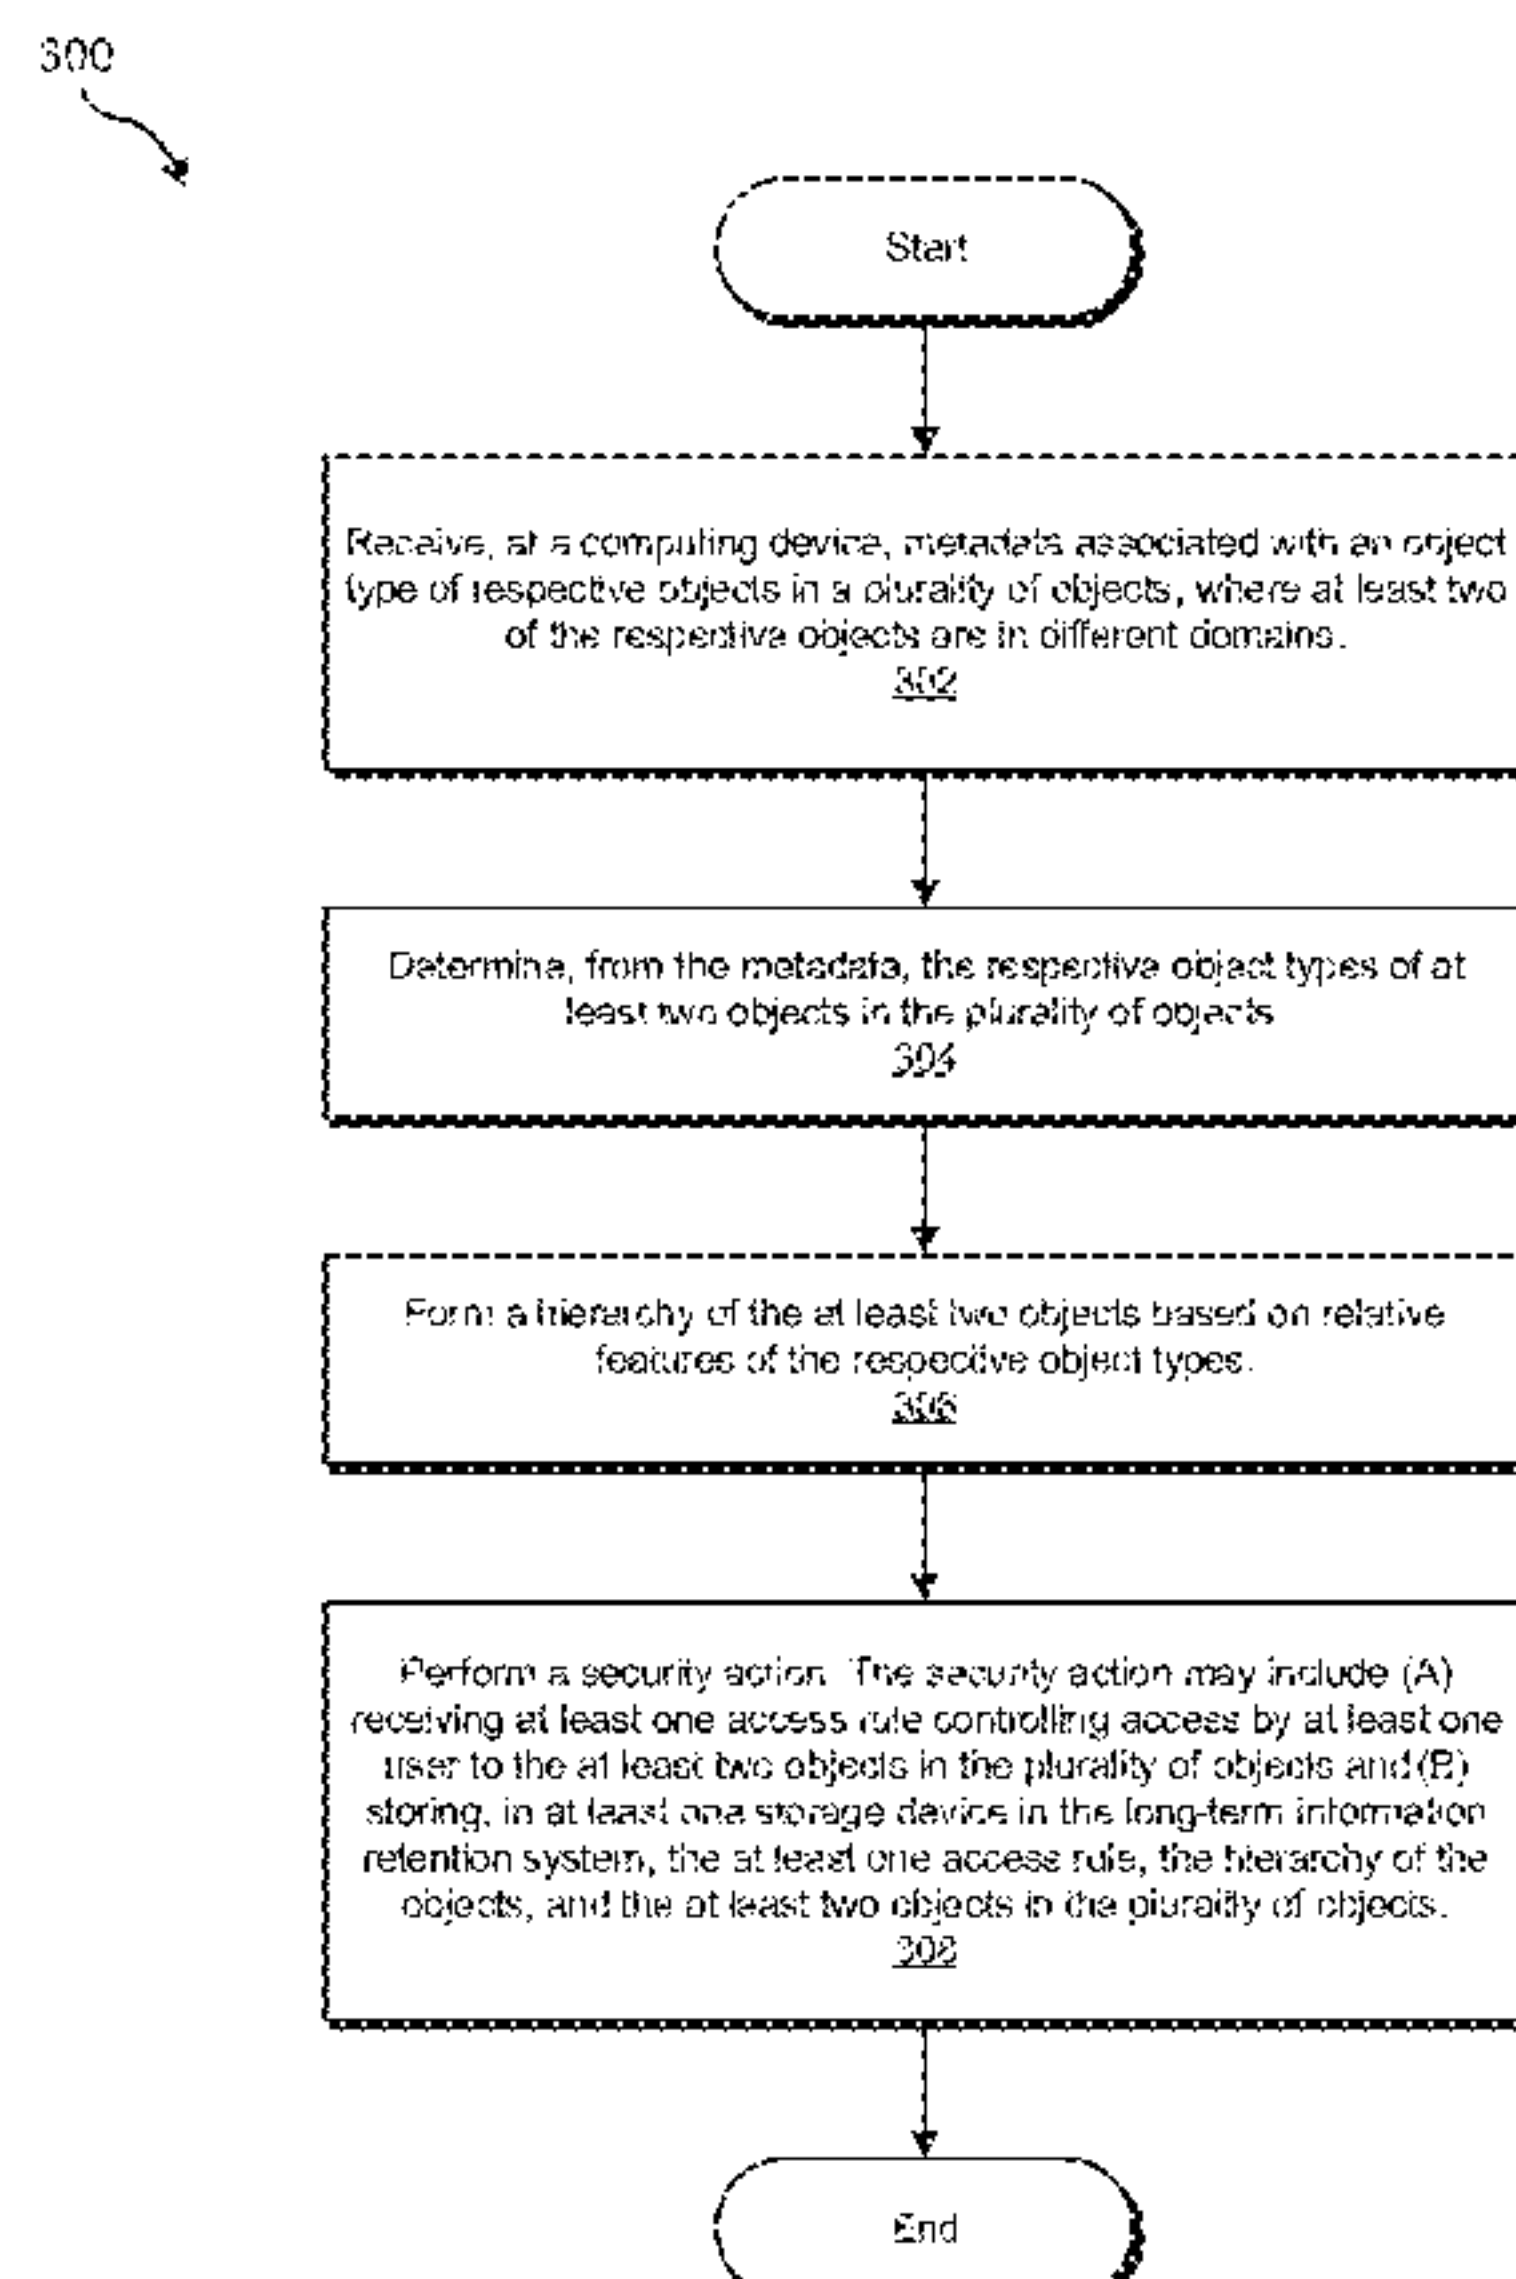 300
Start
Receive, at a computing device, metadata associated with an object
type of respective objects in a plurality of objects, where at least two
of the respective objects are in different domains.
302
Determine, from the metadata, the respective object types of at
least two objects in the plurality of objects
304
Form a hierarchy of the at least two objects based on relative
features of the respective object types.
306
Perform a security action. The security action may include (A)
receiving at least one access rule controlling access by at least one
user to the at least two objects in the plurality of objects and (B)
storing, in at least one storage device in the long-term information
retention system, the at least one access rule, the hierarchy of the
objects, and the at least two objects in the plurality of objects.
308
End